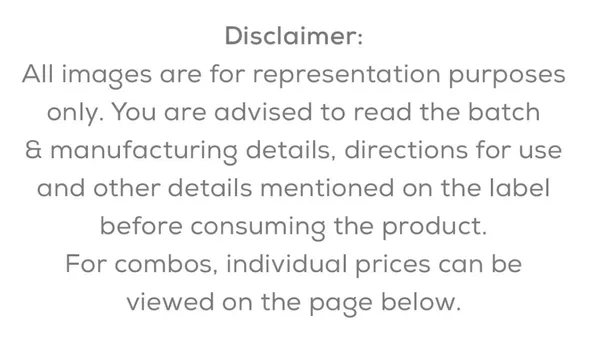 Disclaimer:
All images are for representation purposes
only. You are advised to read the batch
& manufacturing details, directions for use
and other details mentioned on the label
before consuming the product.
For combos, individual prices can be
viewed on the page below.